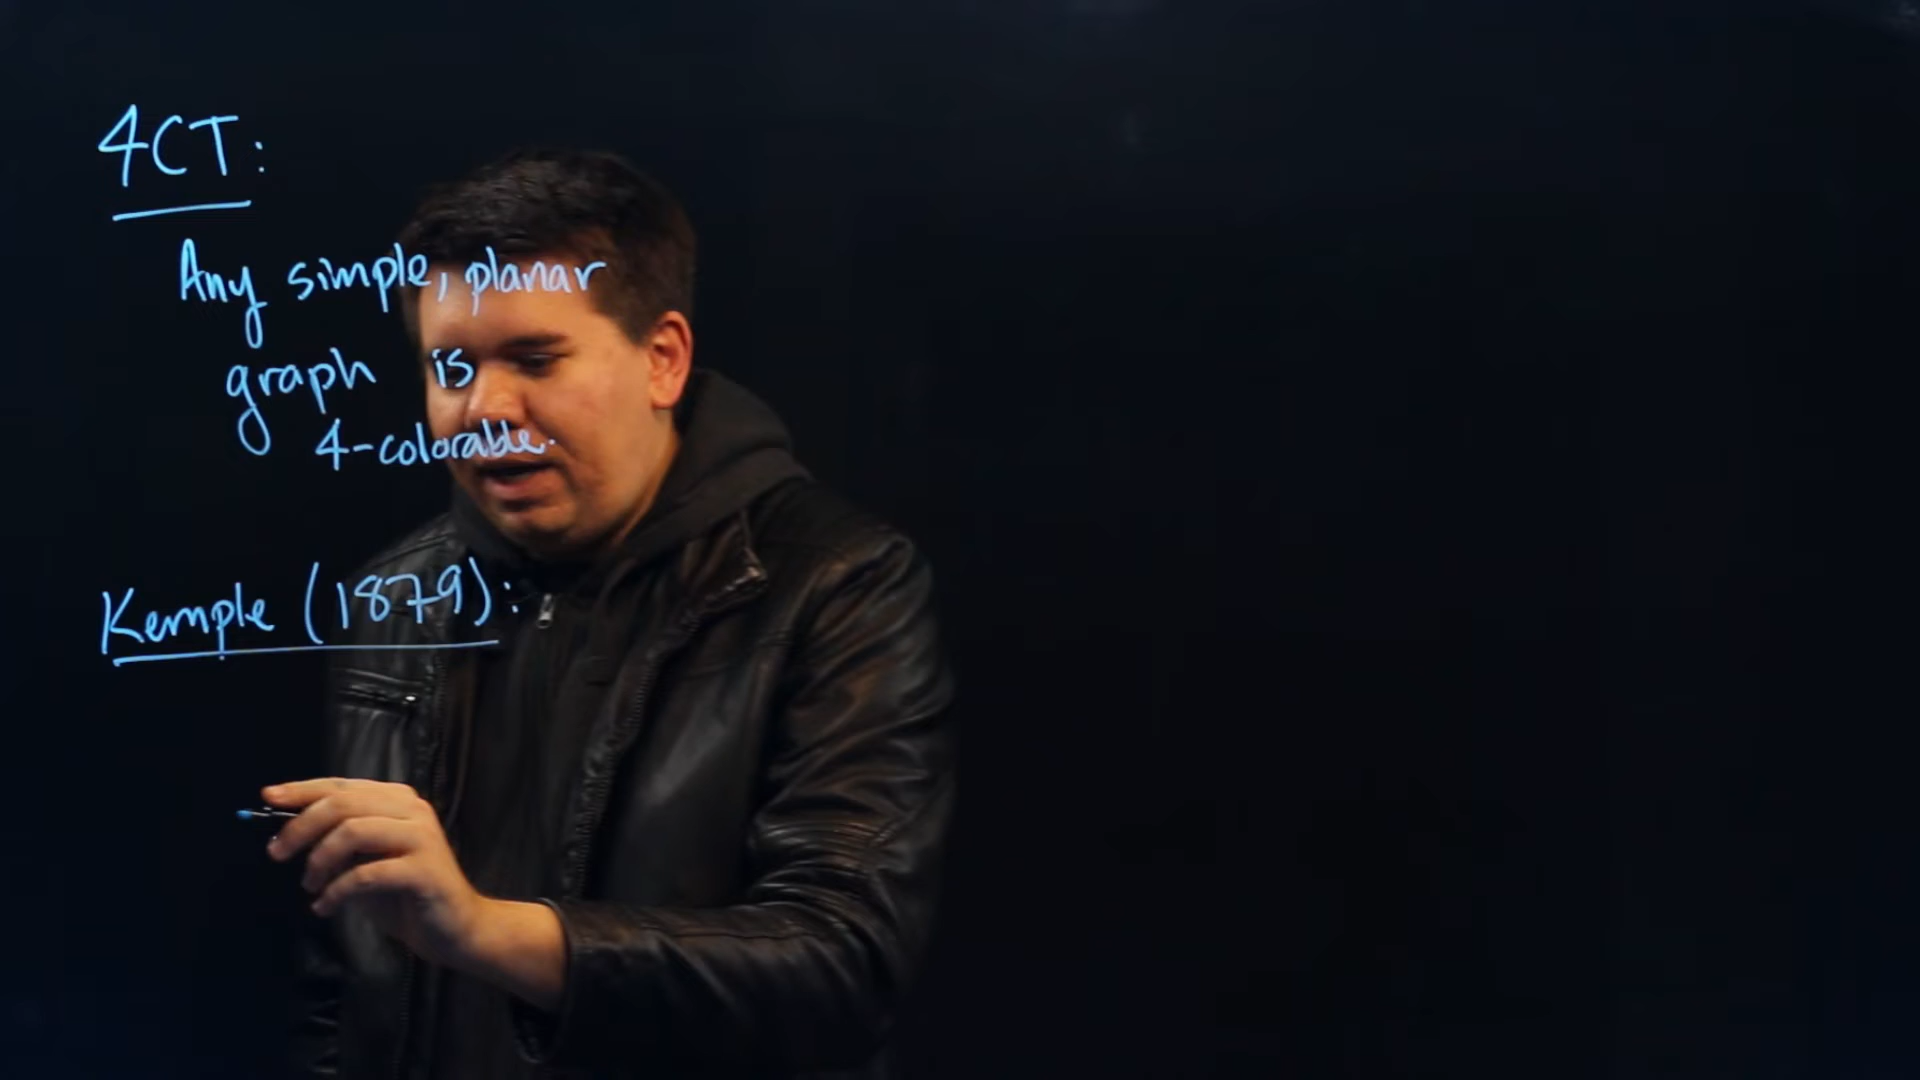 4CT:
Any simple, planar
graph is
4-colorable.
Kemple (1879):